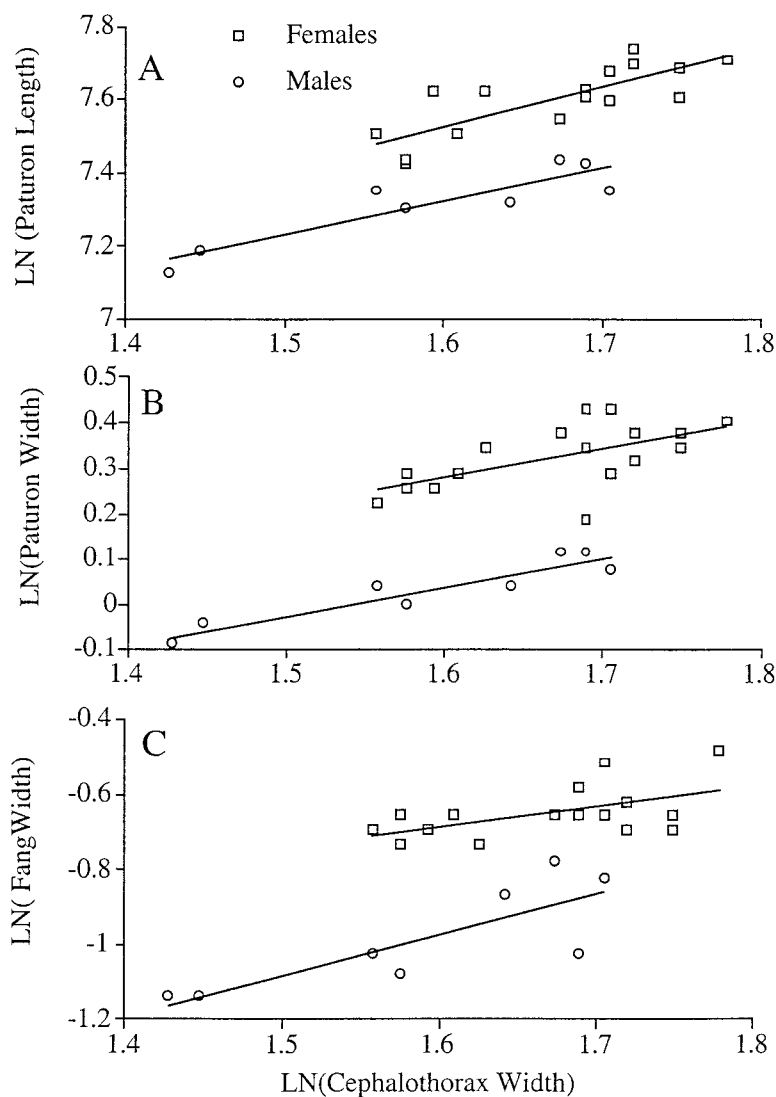 7.8
7.6
7.4
7.2
7
LN (Paturon Length)
A
Females
Males
1.4 1.5 1.6 1.7 1.8
0.5
0.4
0.3
0.2
0.1
0
-0.1
LN(Paturon Width)
B
1.4 1.5 1.6 1.7 1.8
-0.4
-0.6
-0.8
-1
-1.2
LN( FangWidth)
C
1.4 1.5 1.6 1.7 1.8
LN(Cephalothorax Width)